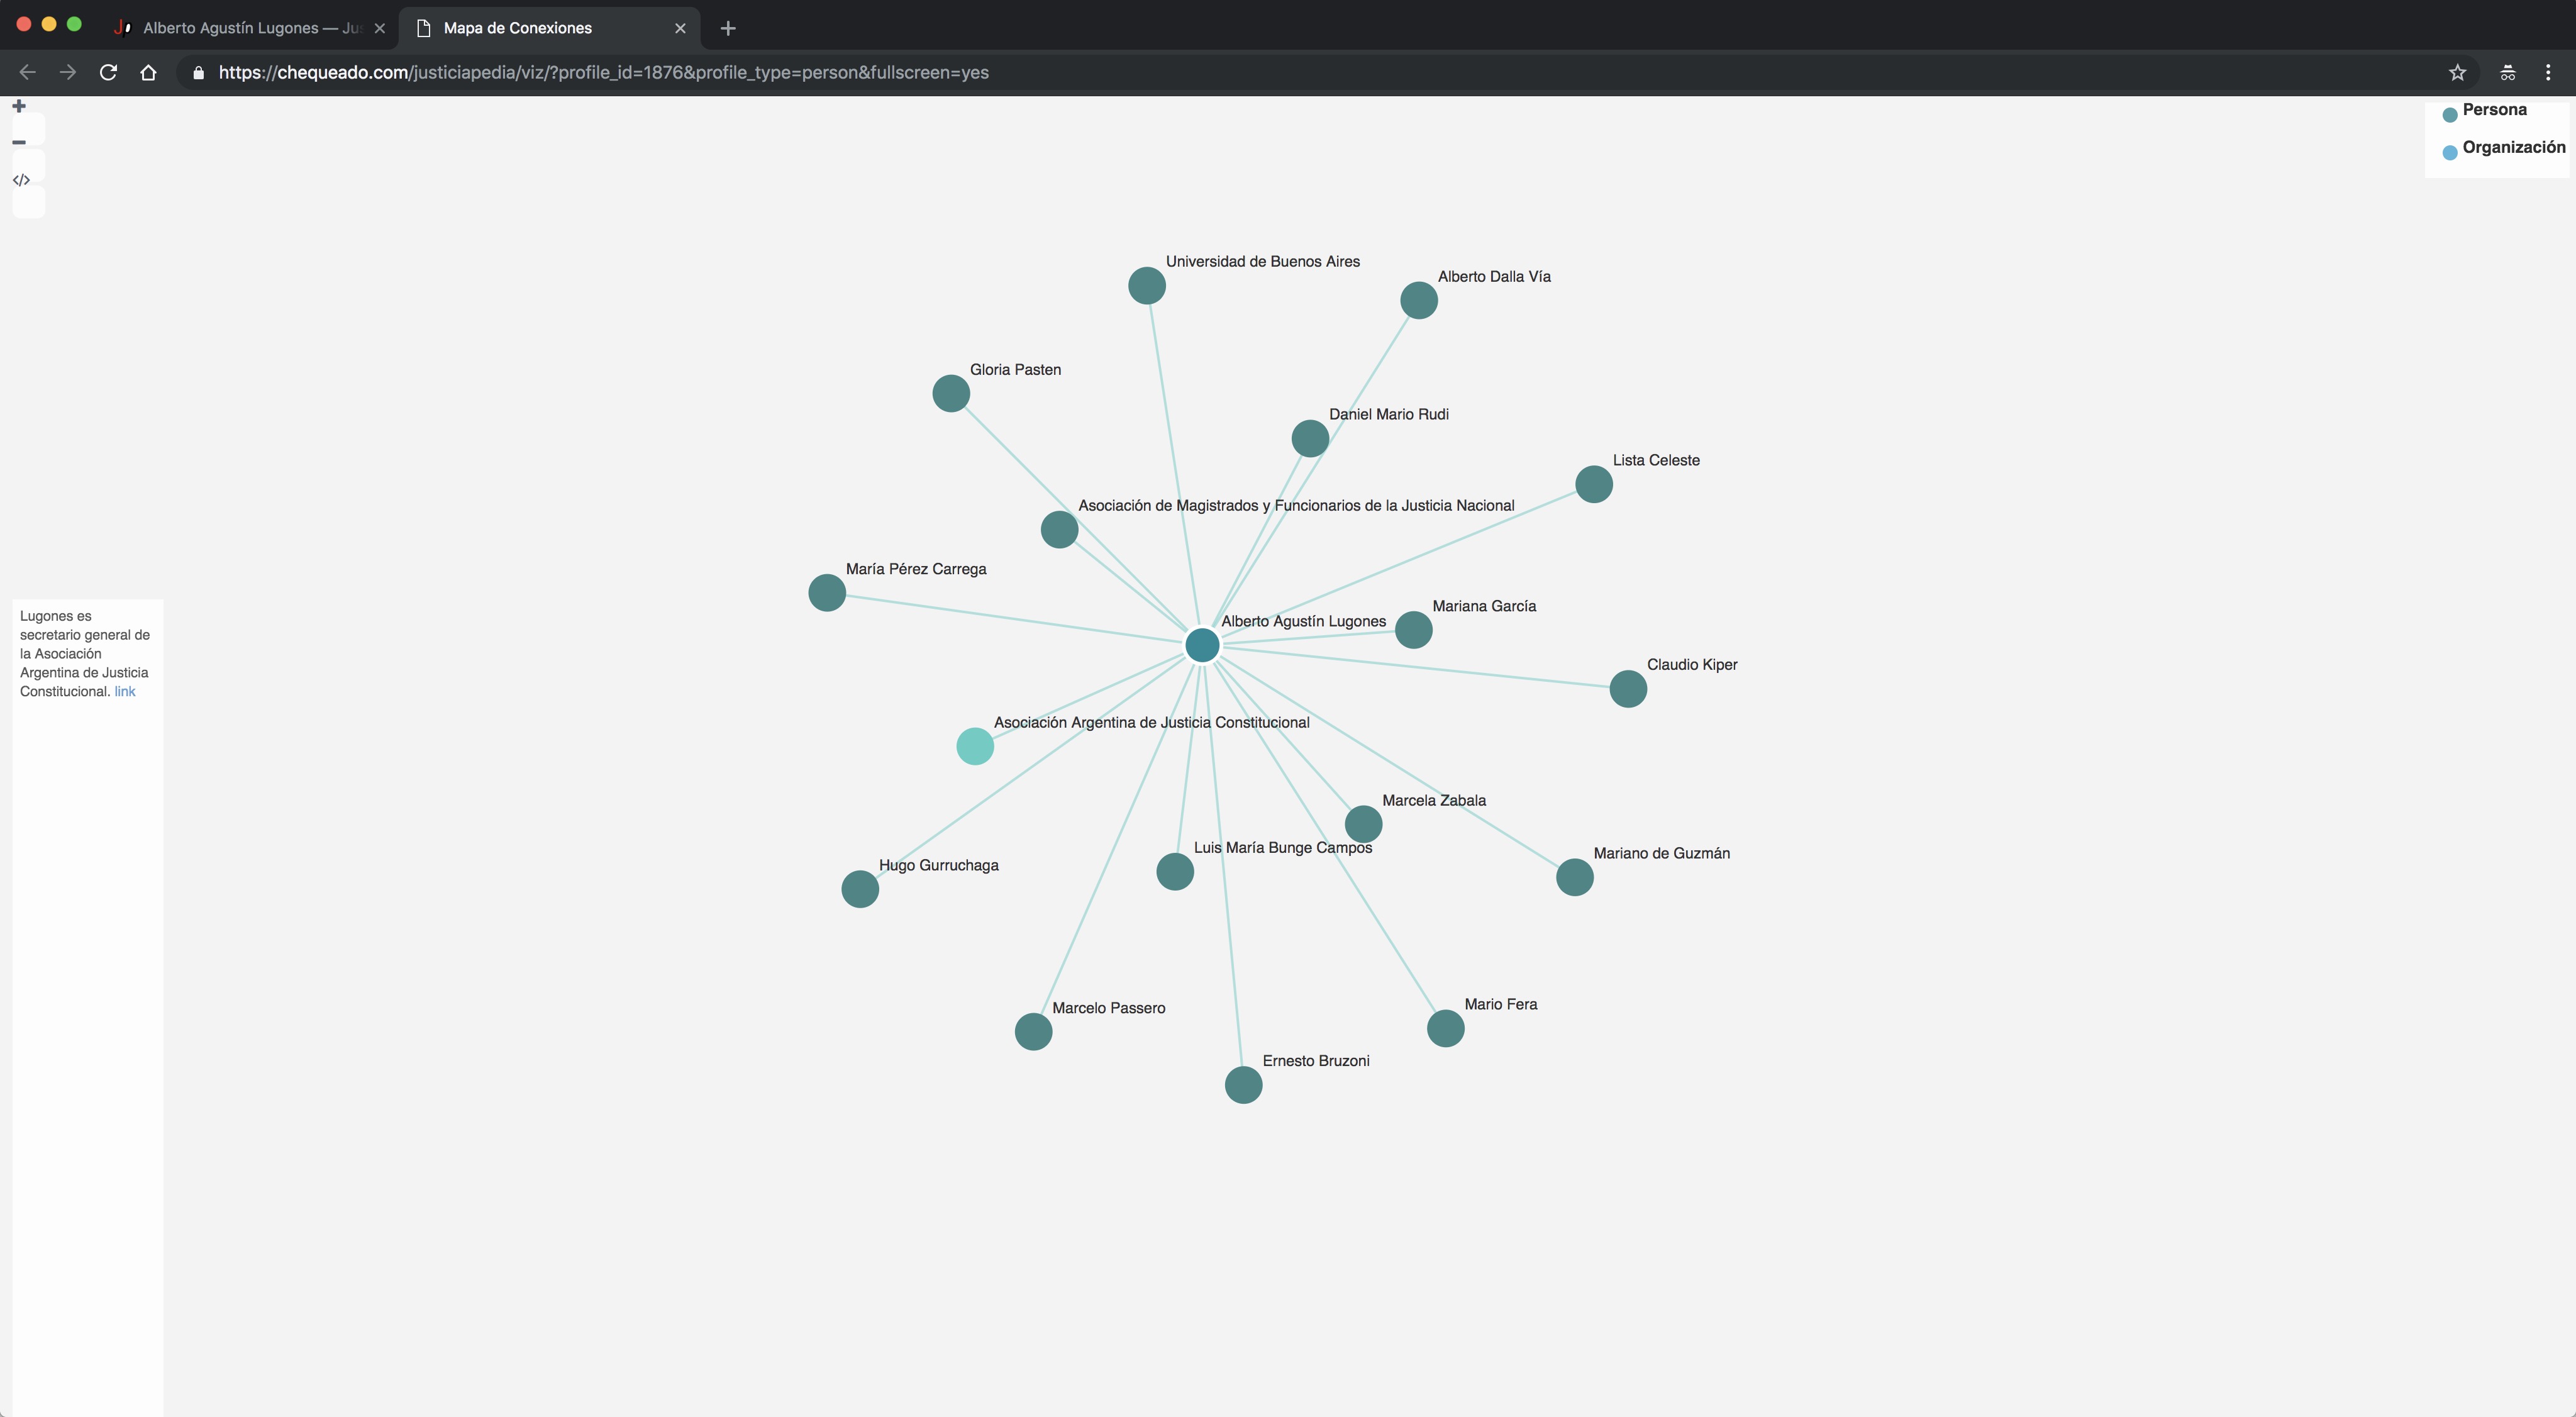 Alberto Agustín Lugones — Jus
Mapa de Conexiones
https://chequeado.com/justiciapedia/viz/?profile_id=1876&profile_type=person&fullscreen=yes
Persona
Organización
Universidad de Buenos Aires
Alberto Dalla Vía
Gloria Pasten
Daniel Mario Rudi
Lista Celeste
Asociación de Magistrados y Funcionarios de la Justicia Nacional
María Pérez Carrega
Mariana García
Alberto Agustín Lugones
Lugones es
secretario general de
la Asociación
Argentina de Justicia
Constitucional. link
Claudio Kiper
Asociación Argentina de Justicia Constitucional
Marcela Zabala
Luis María Bunge Campos
Mariano de Guzmán
Hugo Gurruchaga
Mario Fera
Marcelo Passero
Ernesto Bruzoni